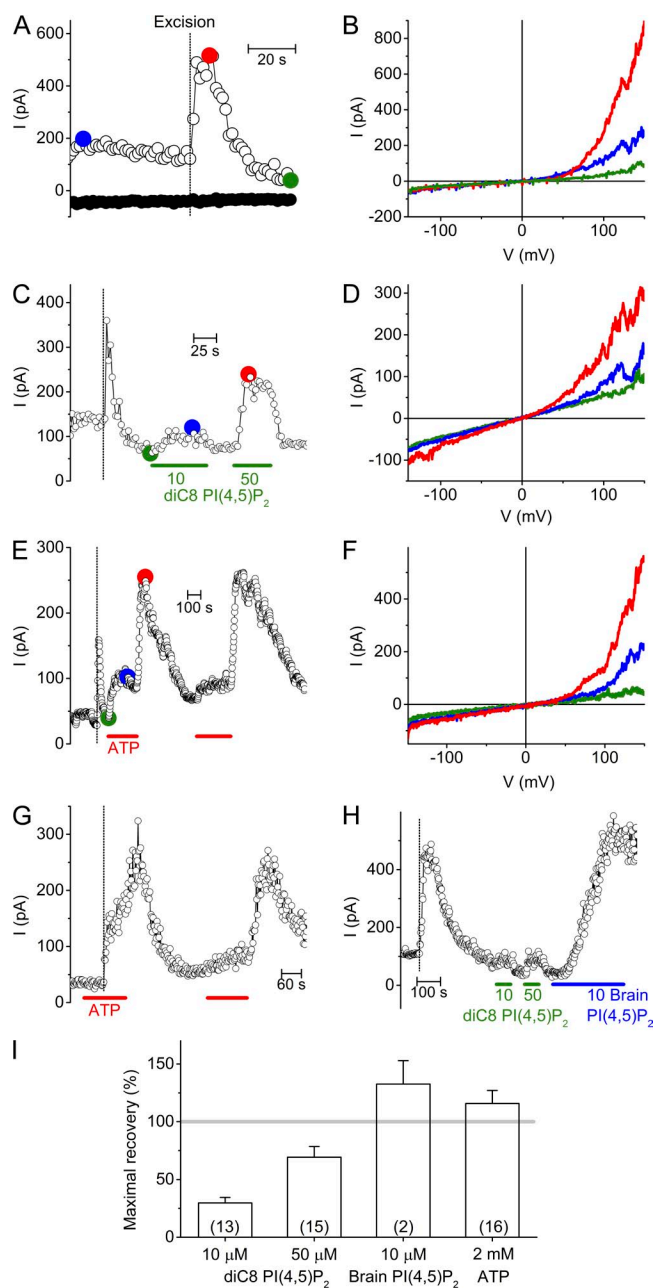 A
Excision
20 s
I (pA)
600
400
200
0
B
I (pA)
800
600
400
200
0
200
-100
0
100
V (mV)
C
25 s
I (pA)
400
300
200
100
0
10
50
diC8 PI(4,5)P2
D
I (pA)
300
200
100
0
-100
-100
0
100
V (mV)
E
100 s
I (pA)
300
200
100
0
ATP
F
I (pA)
400
200
0
-100
0
100
V (mV)
G
I (pA)
300
200
100
0
60 s
ATP
H
I (pA)
400
200
0
100 s
10
50
10 Brain
diC8 PI(4,5)P2
PI(4,5)P2
I
Maximal recovery (%)
150
100
50
0
(13)
(15)
(2)
(16)
10 µM
50 µM
10 µM
2 mM
diC8 PI(4,5)P2
Brain PI(4,5)P2
ATP